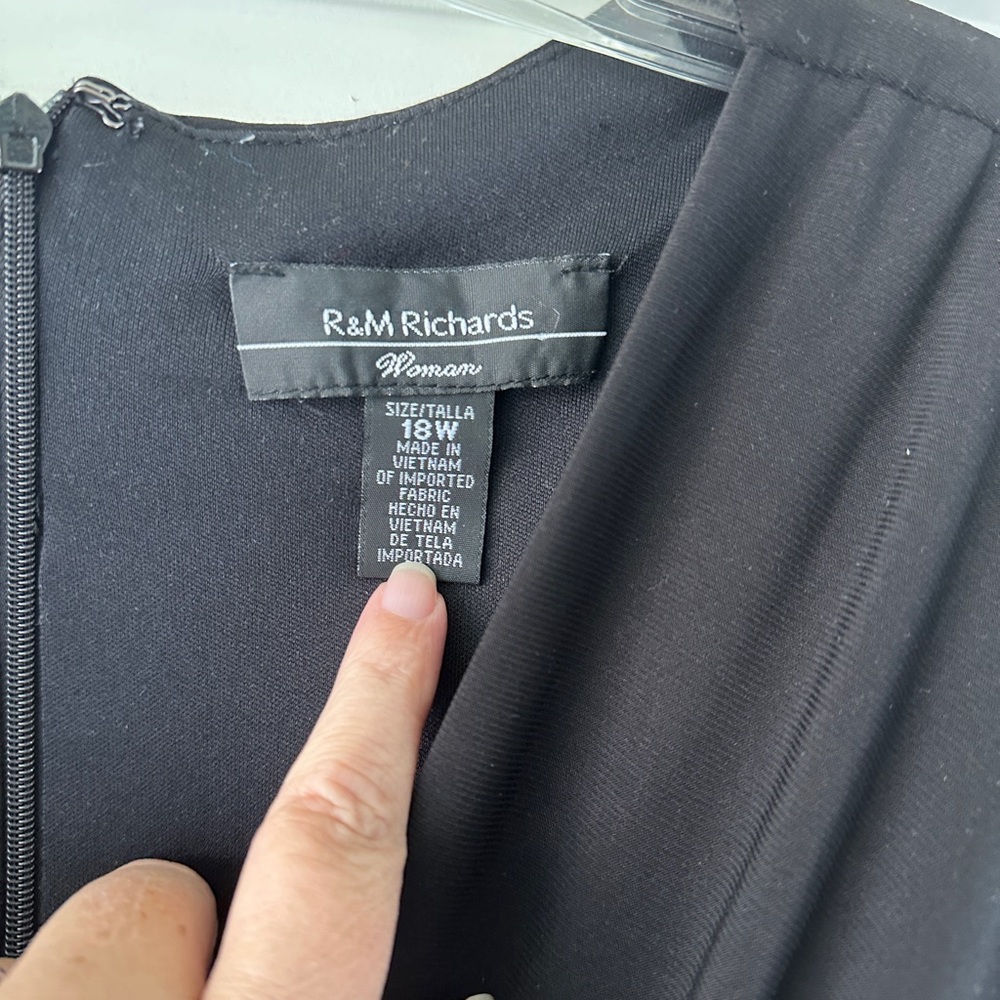 R&M Richards
Woman
SIZE/TALLA
18W
MADE IN
VIETNAM
OF IMPORTED
FABRIC
HECHO EN
VIETNAM
DE TELA
IMPORTADA